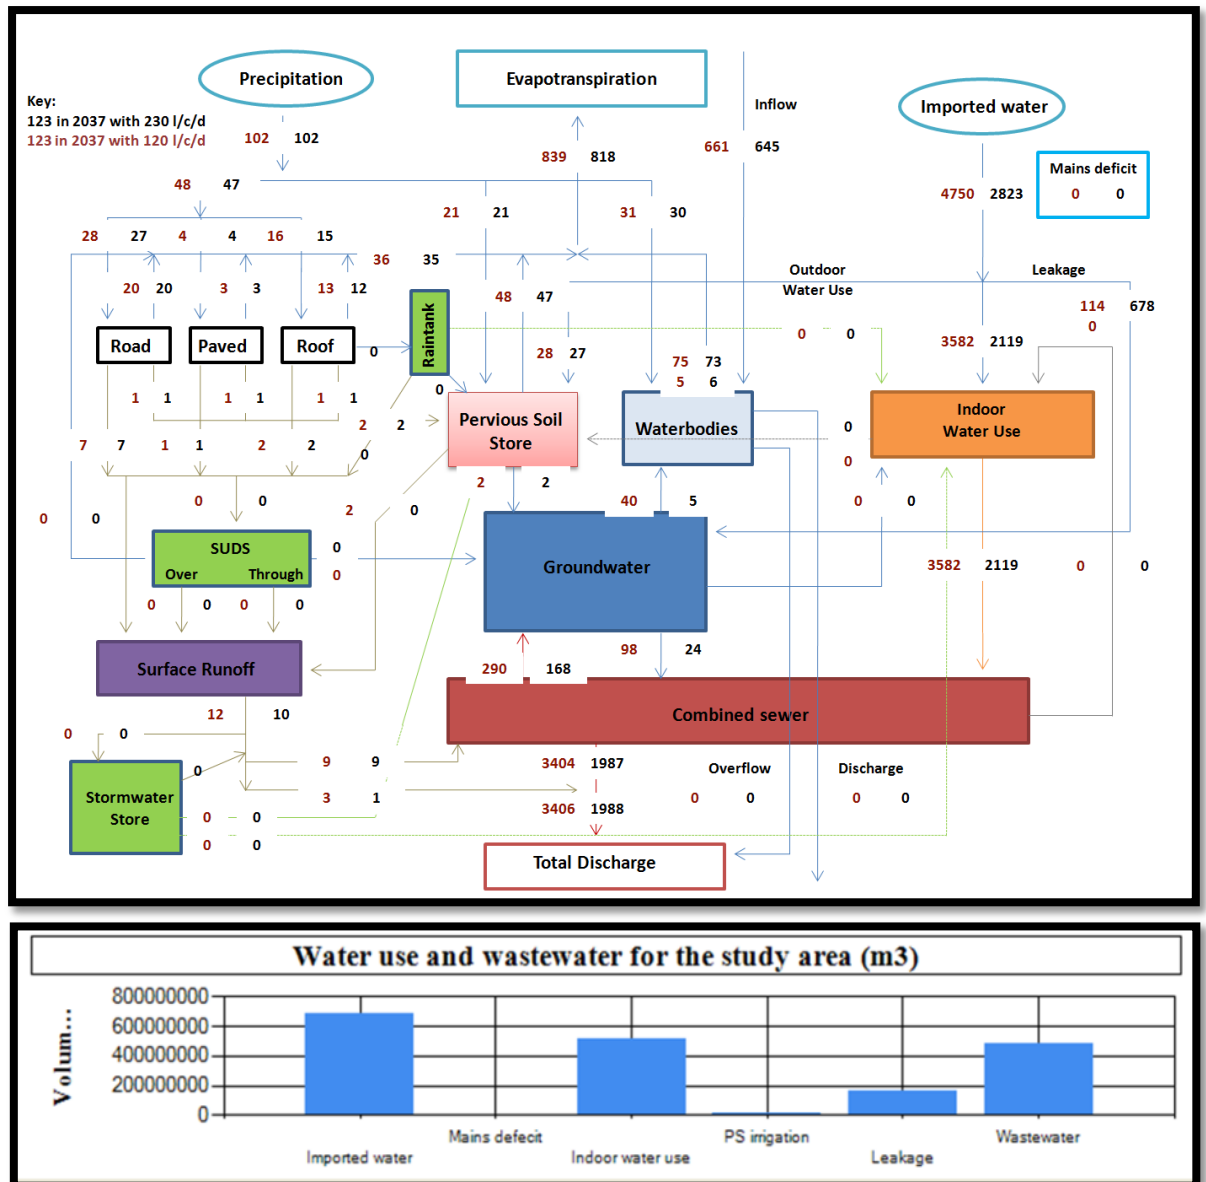 Precipitation
Evapotranspiration
Inflow
Imported water
Key:
123 in 2037 with 230 l/c/d
123 in 2037 with 120 l/c/d
102 102
839 818
661 645
Mains deficit
0 0
4750 2823
48 47
21 21
31 30
28 27 4 4 16 15
36 35
Outdoor
Water Use
Leakage
20 20 3 3 13 12
48 47
114
0
678
Raintank
0 0
Road
Paved
Roof
0
28 27
75 73
5 6
3582 2119
0
1 1 1 1 1 1
Pervious Soil
Store
Waterbodies
Indoor
Water Use
2 2
0
0
7 7 1 1 2 2
0
2 2
40 5
0 0
0 0
2 0
0 0
SUDS
Over Through
0
0
Groundwater
3582 2119
0 0
0 0 0 0
98 24
Surface Runoff
290 168
12 10
Combined sewer
0 0
0
9 9
3404 1987
Overflow
Discharge
3 1
0 0
0 0
Stormwater
Store
0 0
0 0
3406 1988
Total Discharge
Water use and wastewater for the study area (m3)
Volum...
800000000
600000000
400000000
200000000
0
Mains defecit
PS irrigation
Wastewater
Imported water
Indoor water use
Leakage